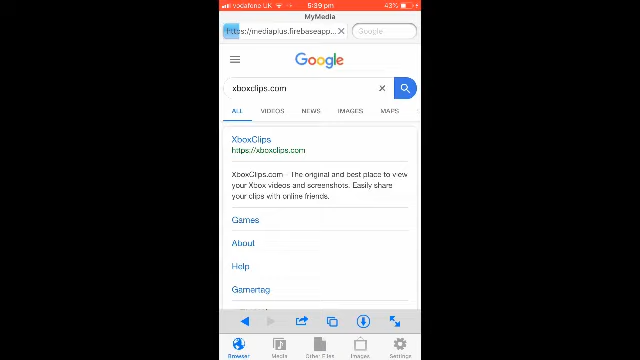 vodafone UK 5:39 pm 43%
MyMedia
https://mediaplus.firebaseapp... Google
Google
xboxclips.com
ALL VIDEOS NEWS IMAGES MAPS
XboxClips
https://xboxclips.com
XboxClips.com - The original and best place to view
your Xbox videos and screenshots. Easily share
your clips with online friends.
Games
About
Help
Gamertag
Browser Media Other Files Images Settings